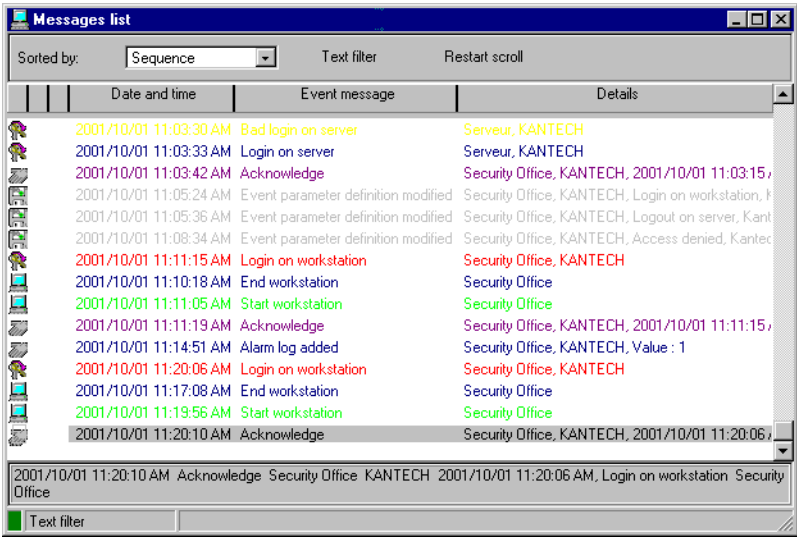 Messages list
Sorted by: Sequence Text filter Restart scroll
Date and time Event message Details
2001/10/01 11:03:30 AM Bad login on server Serveur, KANTECH
2001/10/01 11:03:33 AM Login on server Serveur, KANTECH
2001/10/01 11:03:42 AM Acknowledge Security Office, KANTECH, 2001/10/01 11:03:15
2001/10/01 11:05:24 AM Event parameter definition modified Security Office, KANTECH, Login on workstation,
2001/10/01 11:05:36 AM Event parameter definition modified Security Office, KANTECH, Logout on server, Kant
2001/10/01 11:08:34 AM Event parameter definition modified Security Office, KANTECH, Access denied, Kantec
2001/10/01 11:11:15 AM Login on workstation Security Office, KANTECH
2001/10/01 11:10:18 AM End workstation Security Office
2001/10/01 11:11:05 AM Start workstation Security Office
2001/10/01 11:11:19 AM Acknowledge Security Office, KANTECH, 2001/10/01 11:11:15
2001/10/01 11:14:51 AM Alarm log added Security Office, KANTECH, Value : 1
2001/10/01 11:20:06 AM Login on workstation Security Office, KANTECH
2001/10/01 11:17:08 AM End workstation Security Office
2001/10/01 11:19:56 AM Start workstation Security Office
2001/10/01 11:20:10 AM Acknowledge Security Office, KANTECH, 2001/10/01 11:20:06
2001/10/01 11:20:10 AM Acknowledge Security Office KANTECH 2001/10/01 11:20:06 AM, Login on workstation Security
Office
Text filter